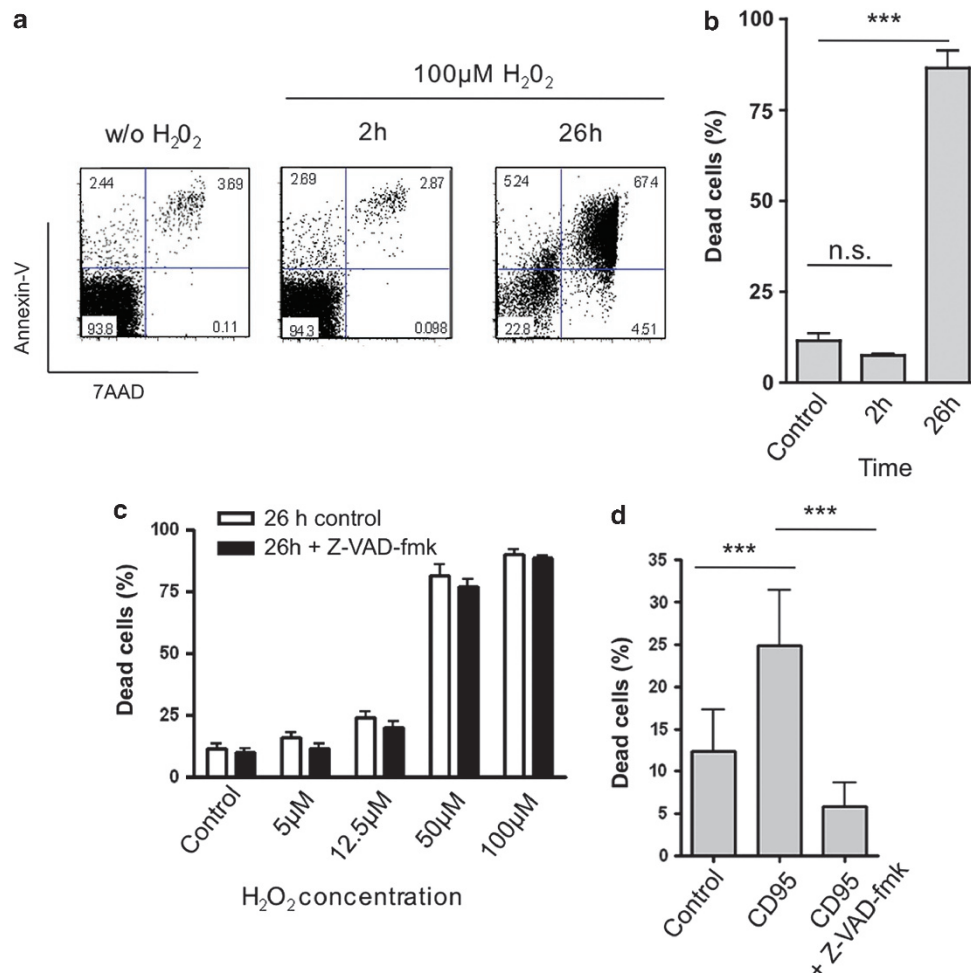 a
100µM H202
w/o H202
2h
26h
2.44
3.69
2.69
2.87
5.24
67.4
93.8
0.11
94.3
0.098
22.8
4.51
Annexin-V
7AAD
b
***
n.s.
Dead cells (%)
100
75
50
25
0
Control
2h
26h
Time
c
26 h control
26h + Z-VAD-fmk
Dead cells (%)
100
75
50
25
0
Control
5µM
12.5µM
50µM
100µM
H2O2 concentration
d
***
***
Dead cells (%)
35
30
25
20
15
10
5
0
Control
CD95
CD95
+ Z-VAD-fmk